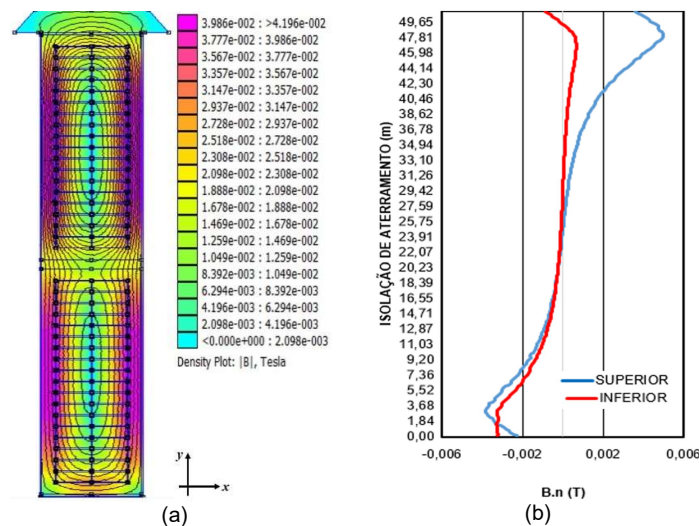 3.986e-002 : >4.196e-002
3.777e-002 : 3.986e-002
3.567e-002 : 3.777e-002
3.357e-002 : 3.567e-002
3.147e-002 : 3.357e-002
2.937e-002 : 3.147e-002
2.728e-002 : 2.937e-002
2.518e-002 : 2.728e-002
2.308e-002 : 2.518e-002
2.098e-002 : 2.308e-002
1.888e-002 : 2.098e-002
1.678e-002 : 1.888e-002
1.469e-002 : 1.678e-002
1.259e-002 : 1.469e-002
1.049e-002 : 1.259e-002
8.392e-003 : 1.049e-002
6.294e-003 : 8.392e-003
4.196e-003 : 6.294e-003
2.098e-003 : 4.196e-003
<0.000e+000 : 2.098e-003
Density Plot: |B|, Tesla
y
x
(a)
ISOLAÇÃO DE ATERRAMENTO (m)
49,65
47,81
45,98
44,14
42,30
40,46
38,62
36,78
34,94
33,10
31,26
29,42
27,59
25,75
23,91
22,07
20,23
18,39
16,55
14,71
12,87
11,03
9,20
7,36
5,52
3,68
1,84
0,00
SUPERIOR
INFERIOR
-0,006
-0,002
0,002
0,006
B.n (T)
(b)